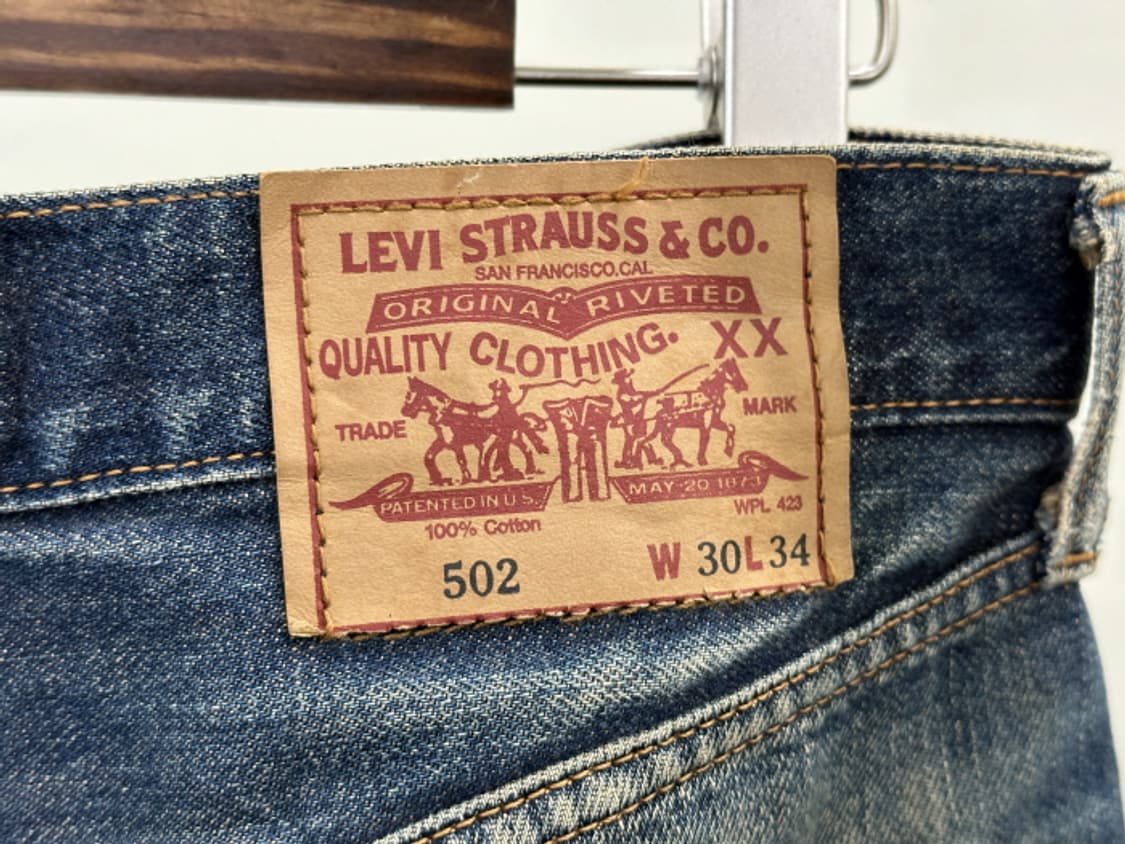 LEVI STRAUSS & CO.
SAN FRANCISCO,CAL
ORIGINAL RIVETED
QUALITY CLOTHING. XX
TRADE MARK
PATENTED IN U.S. MAY 20 1873
WPL 423
100% Cotton
502 W 30 L 34